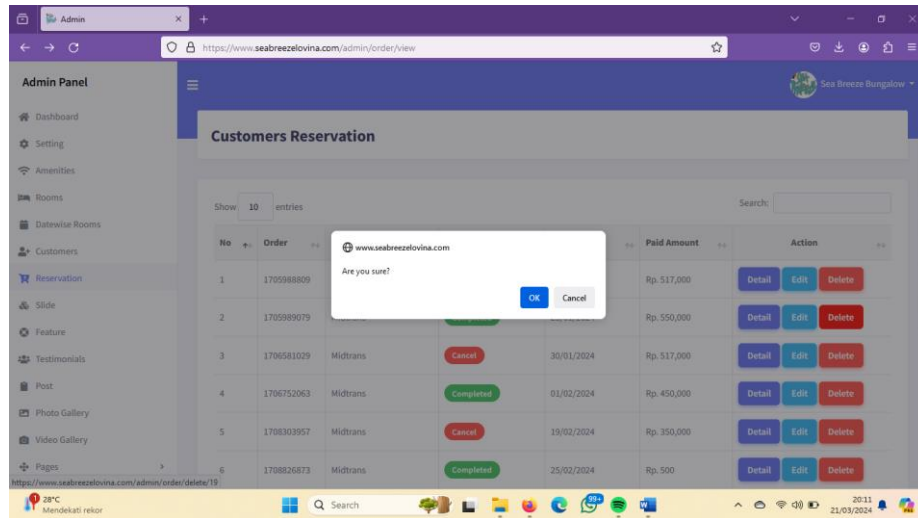 Admin
https://www.seabreezelovina.com/admin/order/view
Admin Panel
Sea Breeze Bungalow
Dashboard
Setting
Amenities
Rooms
Datewise Rooms
Customers
Reservation
Slide
Feature
Testimonials
Post
Photo Gallery
Video Gallery
Pages
Customers Reservation
Show 10 entries
Search:
No Order Paid Amount Action
www.seabreezelovina.com
Are you sure?
OK Cancel
1 1705988809 Rp. 517,000 Detail Edit Delete
2 1705989079 Rp. 550,000 Detail Edit Delete
3 1706581029 Midtrans Cancel 30/01/2024 Rp. 517,000 Detail Edit Delete
4 1706752063 Midtrans Completed 01/02/2024 Rp. 450,000 Detail Edit Delete
5 1708303957 Midtrans Cancel 19/02/2024 Rp. 350,000 Detail Edit Delete
6 1708826873 Midtrans Completed 25/02/2024 Rp. 500 Detail Edit Delete
https://www.seabreezelovina.com/admin/order/delete/19
1
28°C
Mendekati rekor
Search
99+
20:11
21/03/2024